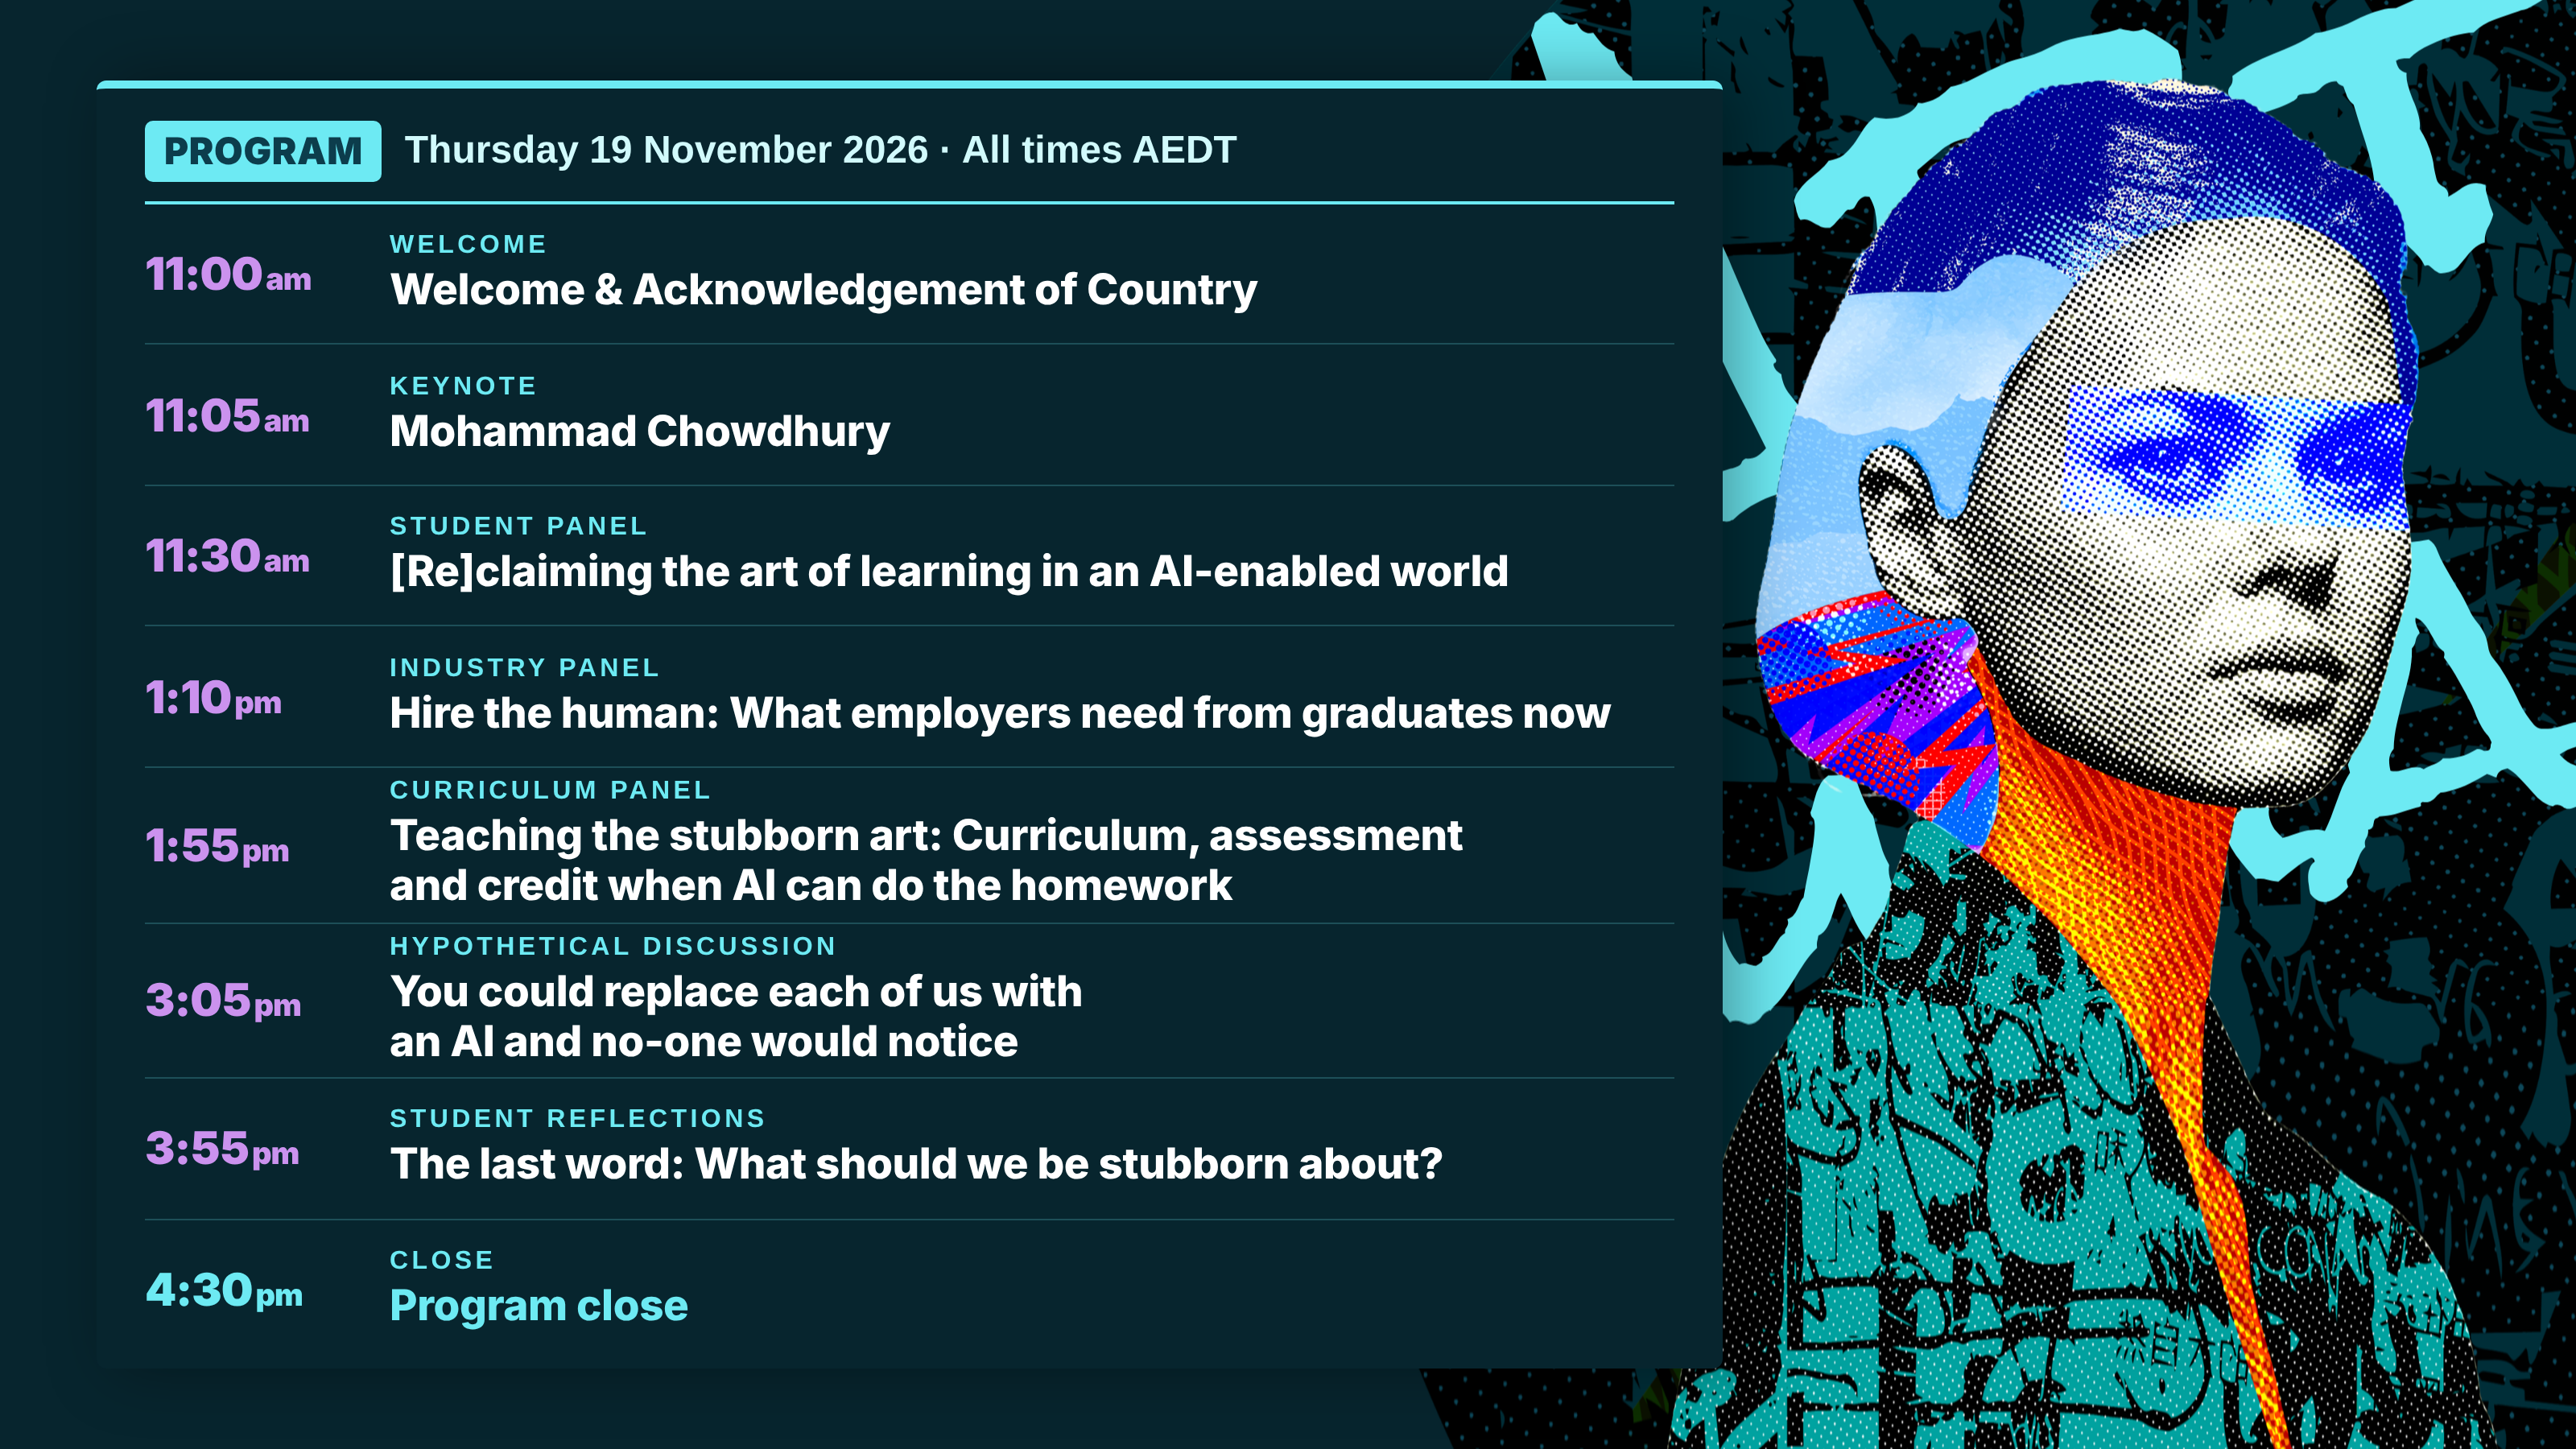 PROGRAM Thursday 19 November 2026 · All times AEDT
WELCOME
11:00am Welcome & Acknowledgement of Country
KEYNOTE
11:05am Mohammad Chowdhury
STUDENT PANEL
11:30am [Re]claiming the art of learning in an AI-enabled world
INDUSTRY PANEL
1:10pm Hire the human: What employers need from graduates now
CURRICULUM PANEL
1:55pm Teaching the stubborn art: Curriculum, assessment
and credit when AI can do the homework
HYPOTHETICAL DISCUSSION
3:05pm You could replace each of us with
an AI and no-one would notice
STUDENT REFLECTIONS
3:55pm The last word: What should we be stubborn about?
CLOSE
4:30pm Program close